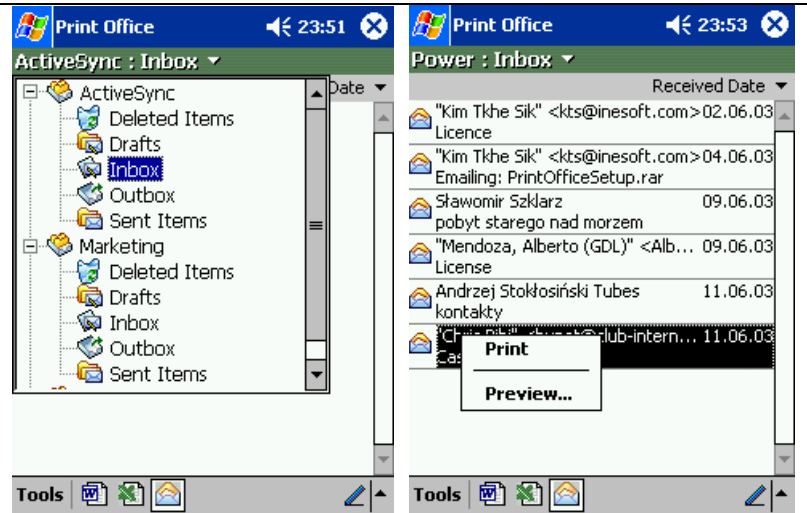 Print Office 23:51
ActiveSync : Inbox
Date
ActiveSync
Deleted Items
Drafts
Inbox
Outbox
Sent Items
Marketing
Deleted Items
Drafts
Inbox
Outbox
Sent Items
Tools
Print Office 23:53
Power : Inbox
Received Date
"Kim Tkhe Sik" <kts@inesoft.com>02.06.03
Licence
"Kim Tkhe Sik" <kts@inesoft.com>04.06.03
Emailing: PrintOfficeSetup.rar
Sławomir Szklarz 09.06.03
pobyt starego nad morzem
"Mendoza, Alberto (GDL)" <Alb... 09.06.03
License
Andrzej Stokłosiński Tubes 11.06.03
kontakty
club-intern... 11.06.03
Print
Preview...
Tools